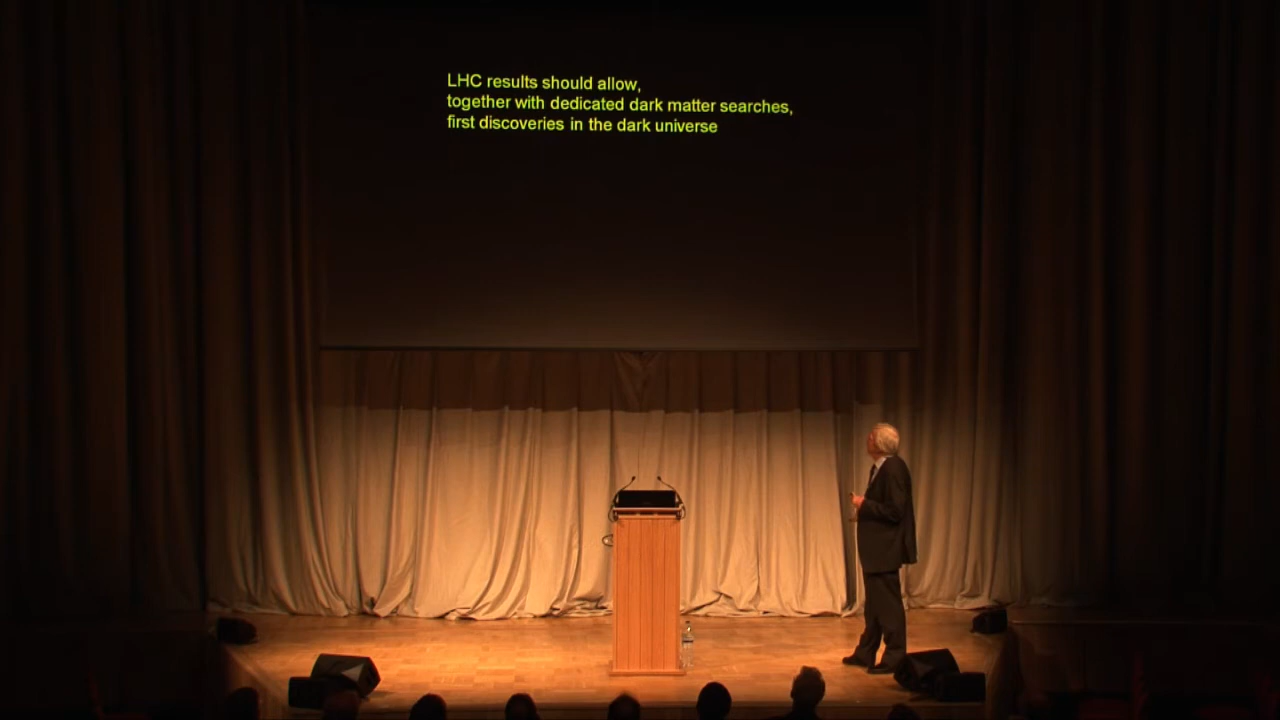 LHC results should allow,
together with dedicated dark matter searches,
first discoveries in the dark universe